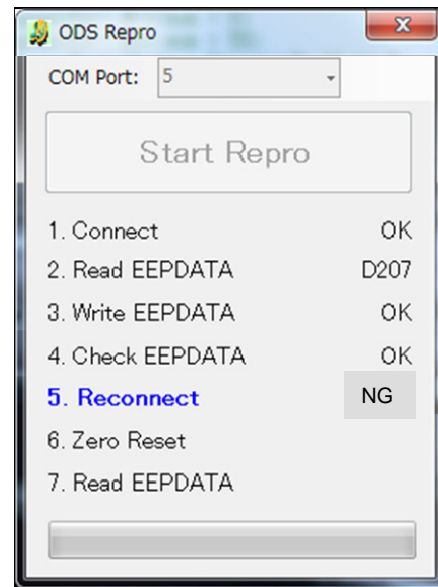 ODS Repro
COM Port: 5
Start Repro
1. Connect OK
2. Read EEPDATA D207
3. Write EEPDATA OK
4. Check EEPDATA OK
5. Reconnect NG
6. Zero Reset
7. Read EEPDATA